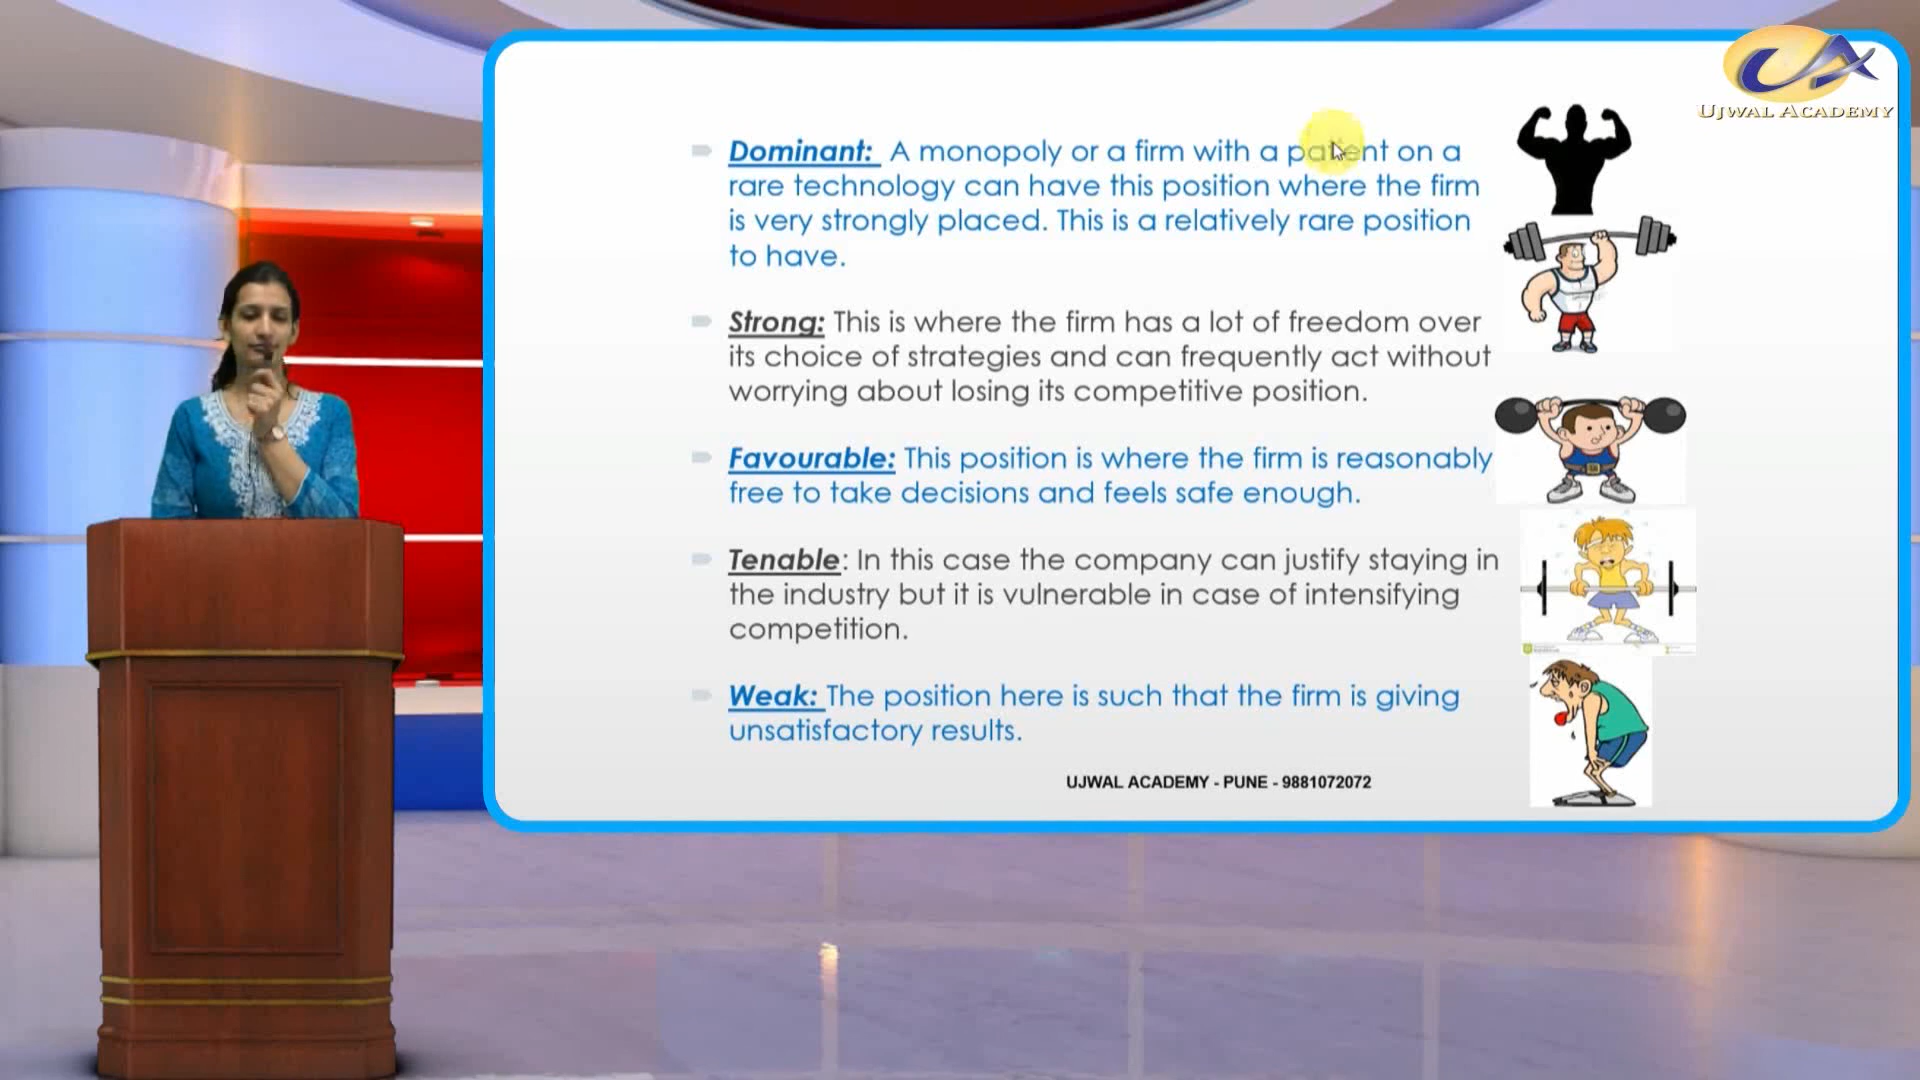 UJWAL ACADEMY
Dominant: A monopoly or a firm with a patient on a
rare technology can have this position where the firm
is very strongly placed. This is a relatively rare position
to have.
Strong: This is where the firm has a lot of freedom over
its choice of strategies and can frequently act without
worrying about losing its competitive position.
Favourable: This position is where the firm is reasonably
free to take decisions and feels safe enough.
Tenable: In this case the company can justify staying in
the industry but it is vulnerable in case of intensifying
competition.
Weak: The position here is such that the firm is giving
unsatisfactory results.
UJWAL ACADEMY - PUNE - 9881072072